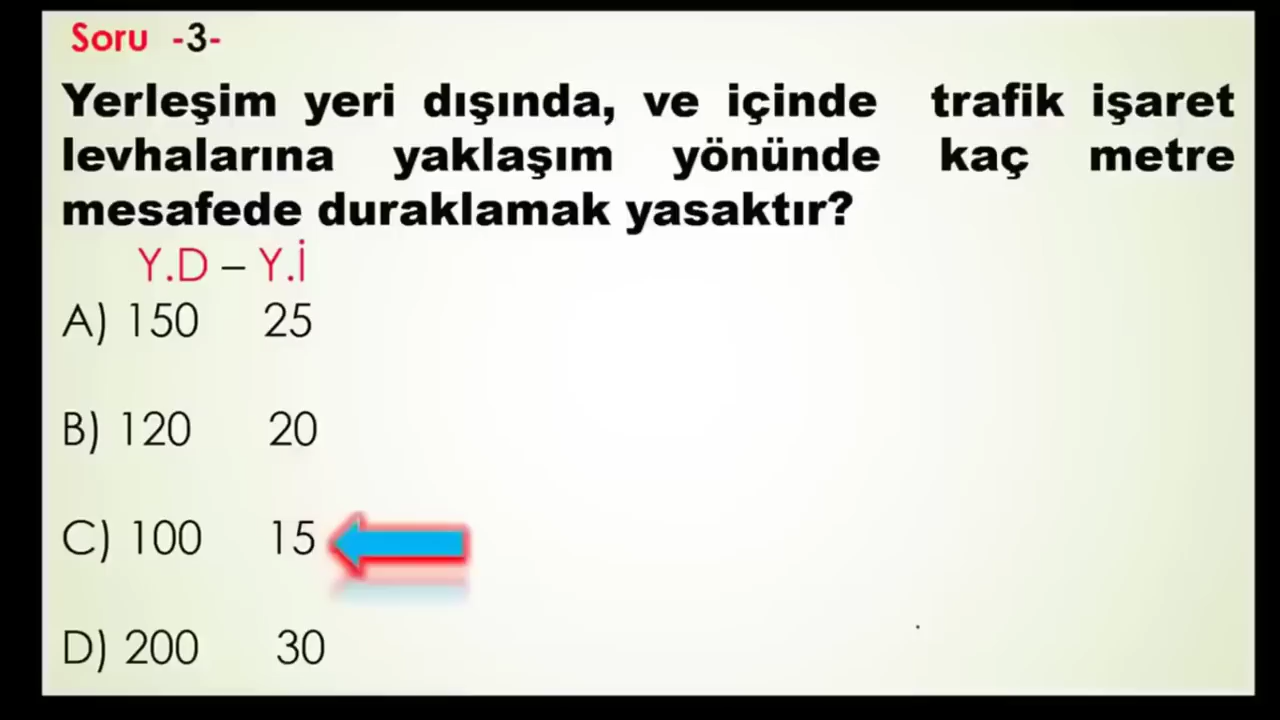 Soru -3-
Yerleşim yeri dışında, ve içinde trafik işaret
levhalarına yaklaşım yönünde kaç metre
mesafede duraklamak yasaktır?
Y.D – Y.İ
A) 150 25
B) 120 20
C) 100 15
D) 200 30